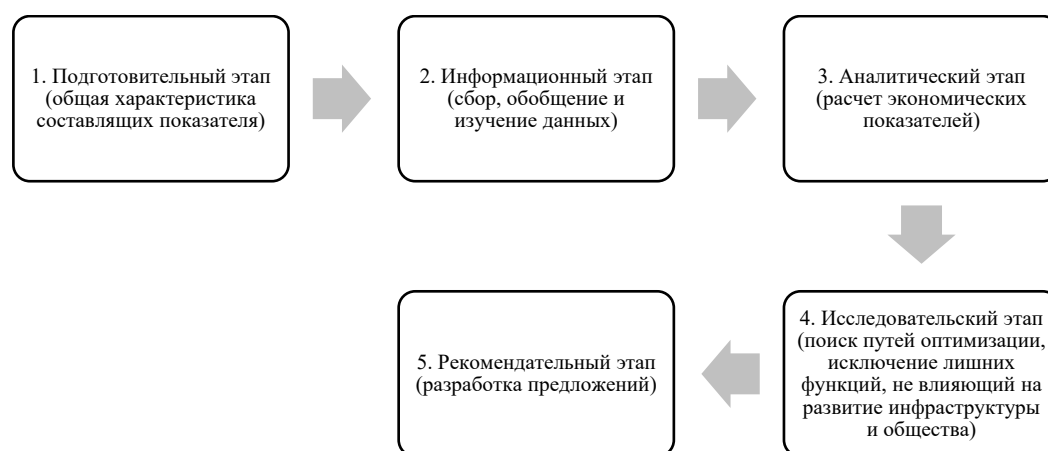 1. Подготовительный этап
(общая характеристика
составлящих показателя)
2. Информационный этап
(сбор, обобщение и
изучение данных)
3. Аналитический этап
(расчет экономических
показателей)
4. Исследовательский этап
(поиск путей оптимизации,
исключение лишних
функций, не влияющий на
развитие инфраструктуры
и общества)
5. Рекомендательный этап
(разработка предложений)